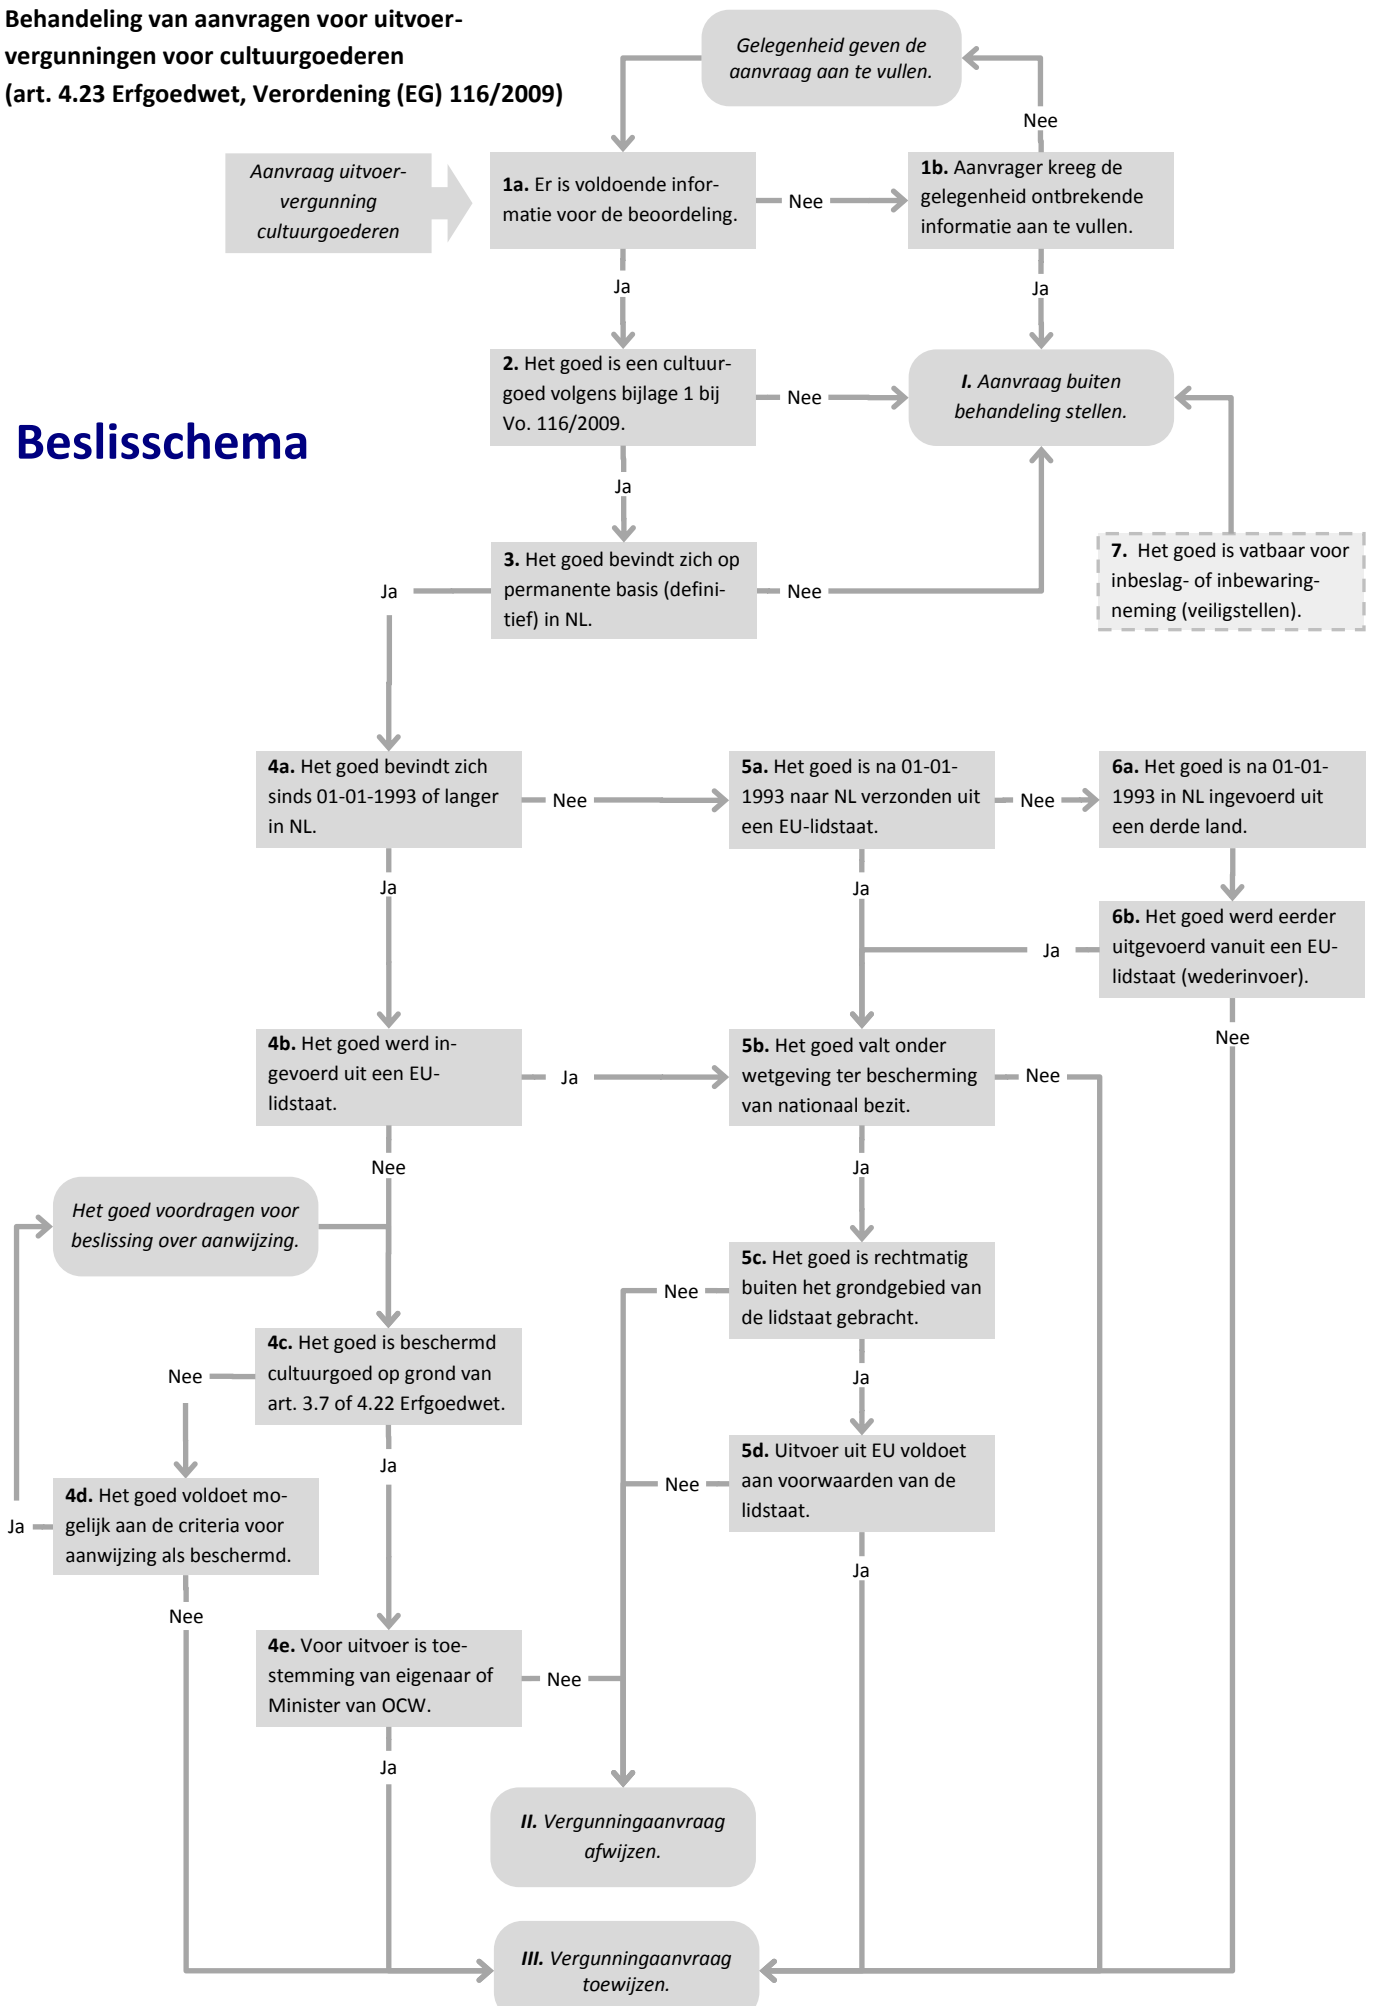 Behandeling van aanvragen voor uitvoer-
vergunningen voor cultuurgoederen
(art. 4.23 Erfgoedwet, Verordening (EG) 116/2009)
Gelegenheid geven de
aanvraag aan te vullen.
Nee
Aanvraag uitvoer-
vergunning
cultuurgoederen
1a. Er is voldoende infor-
matie voor de beoordeling.
Nee
1b. Aanvrager kreeg de
gelegenheid ontbrekende
informatie aan te vullen.
Ja
Ja
2. Het goed is een cultuur-
goed volgens bijlage 1 bij
Vo. 116/2009.
Nee
I. Aanvraag buiten
behandeling stellen.
Beslisschema
Ja
3. Het goed bevindt zich op
permanente basis (defini-
tief) in NL.
Ja
Nee
7. Het goed is vatbaar voor
inbeslag- of inbewaring-
neming (veiligstellen).
4a. Het goed bevindt zich
sinds 01-01-1993 of langer
in NL.
Nee
5a. Het goed is na 01-01-
1993 naar NL verzonden uit
een EU-lidstaat.
Nee
6a. Het goed is na 01-01-
1993 in NL ingevoerd uit
een derde land.
Ja
Ja
6b. Het goed werd eerder
uitgevoerd vanuit een EU-
lidstaat (wederinvoer).
Ja
Nee
4b. Het goed werd in-
gevoerd uit een EU-
lidstaat.
Ja
5b. Het goed valt onder
wetgeving ter bescherming
van nationaal bezit.
Nee
Nee
Ja
Het goed voordragen voor
beslissing over aanwijzing.
5c. Het goed is rechtmatig
buiten het grondgebied van
de lidstaat gebracht.
Nee
4c. Het goed is beschermd
cultuurgoed op grond van
art. 3.7 of 4.22 Erfgoedwet.
Nee
Ja
Ja
5d. Uitvoer uit EU voldoet
aan voorwaarden van de
lidstaat.
Nee
4d. Het goed voldoet mo-
gelijk aan de criteria voor
aanwijzing als beschermd.
Ja
Ja
Nee
4e. Voor uitvoer is toe-
stemming van eigenaar of
Minister van OCW.
Nee
Ja
II. Vergunningaanvraag
afwijzen.
III. Vergunningaanvraag
toewijzen.